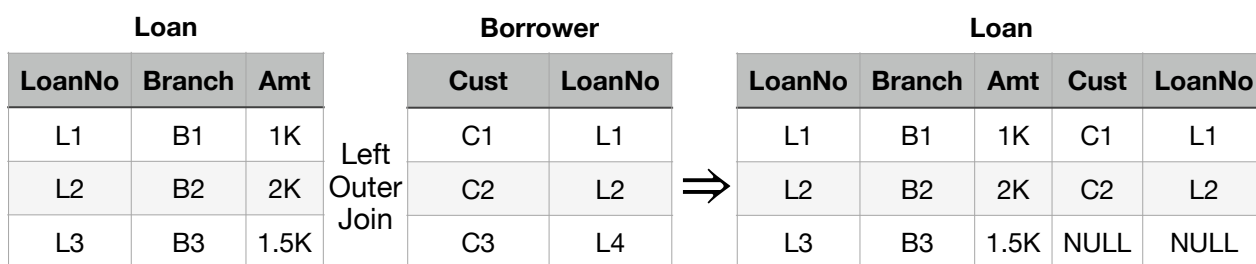 Loan Borrower Loan
LoanNo Branch Amt Cust LoanNo LoanNo Branch Amt Cust LoanNo
L1 B1 1K C1 L1 L1 B1 1K C1 L1
Left
L2 B2 2K Outer C2 L2 ⇒ L2 B2 2K C2 L2
Join
L3 B3 1.5K C3 L4 L3 B3 1.5K NULL NULL